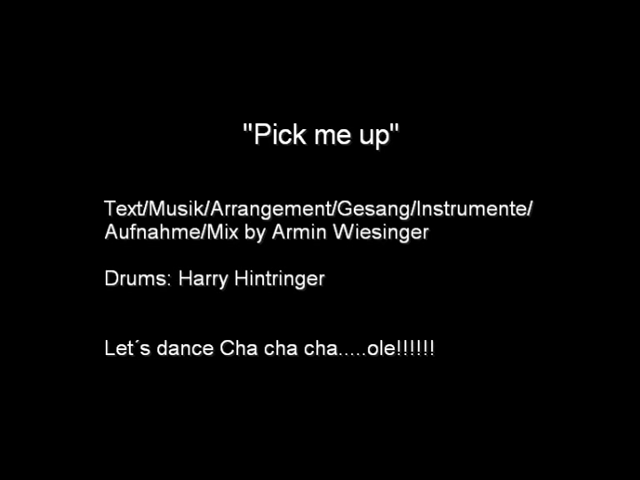 "Pick me up"
Text/Musik/Arrangement/Gesang/Instrumente/
Aufnahme/Mix by Armin Wiesinger
Drums: Harry Hintringer
Let´s dance Cha cha cha.....ole!!!!!!